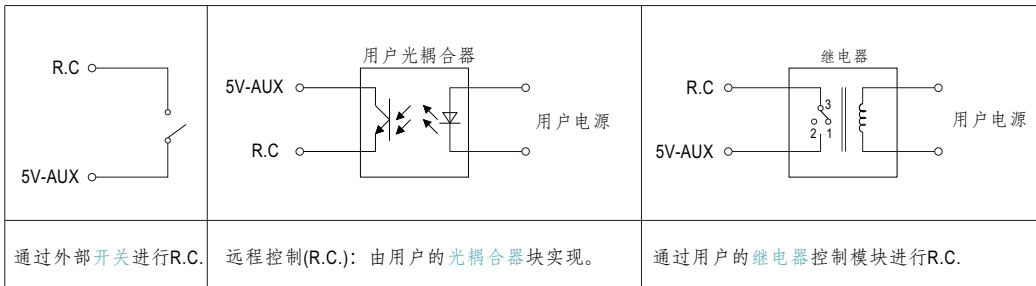 R.C
5V-AUX
通过外部开关进行R.C.
用户光耦合器
5V-AUX
R.C
用户电源
远程控制(R.C.)：由用户的光耦合器块实现。
继电器
R.C
3
2 1
5V-AUX
用户电源
通过用户的继电器控制模块进行R.C.